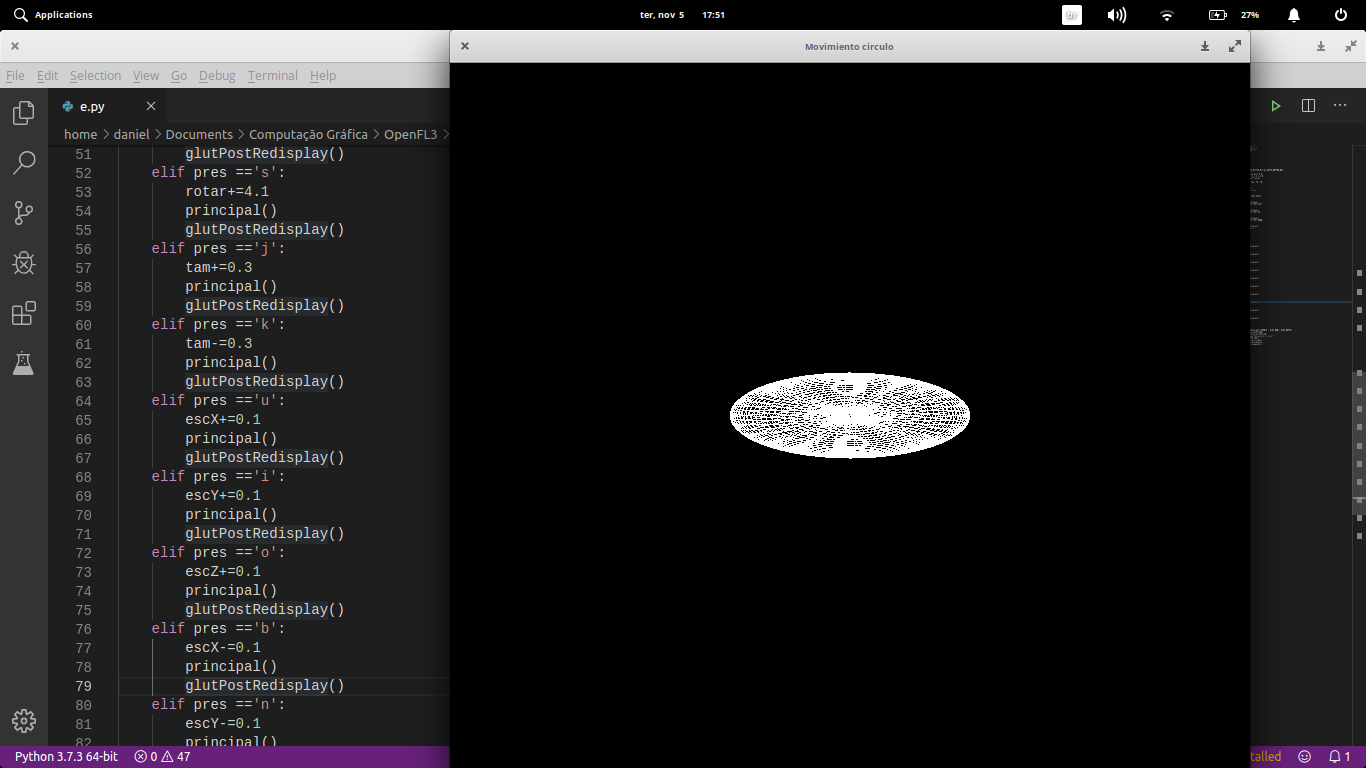 Applications
ter, nov 5 17:51
br
27%
File Edit Selection View Go Debug Terminal Help
Movimiento circulo
e.py
home > daniel > Documents > Computação Gráfica > OpenFL3 >
51 glutPostRedisplay()
52 elif pres =='s':
53 rotar+=4.1
54 principal()
55 glutPostRedisplay()
56 elif pres =='j':
57 tam+=0.3
58 principal()
59 glutPostRedisplay()
60 elif pres =='k':
61 tam-=0.3
62 principal()
63 glutPostRedisplay()
64 elif pres =='u':
65 escX+=0.1
66 principal()
67 glutPostRedisplay()
68 elif pres =='i':
69 escY+=0.1
70 principal()
71 glutPostRedisplay()
72 elif pres =='o':
73 escZ+=0.1
74 principal()
75 glutPostRedisplay()
76 elif pres =='b':
77 escX-=0.1
78 principal()
79 glutPostRedisplay()
80 elif pres =='n':
81 escY-=0.1
82 principal()
Python 3.7.3 64-bit 0 47
talled 1